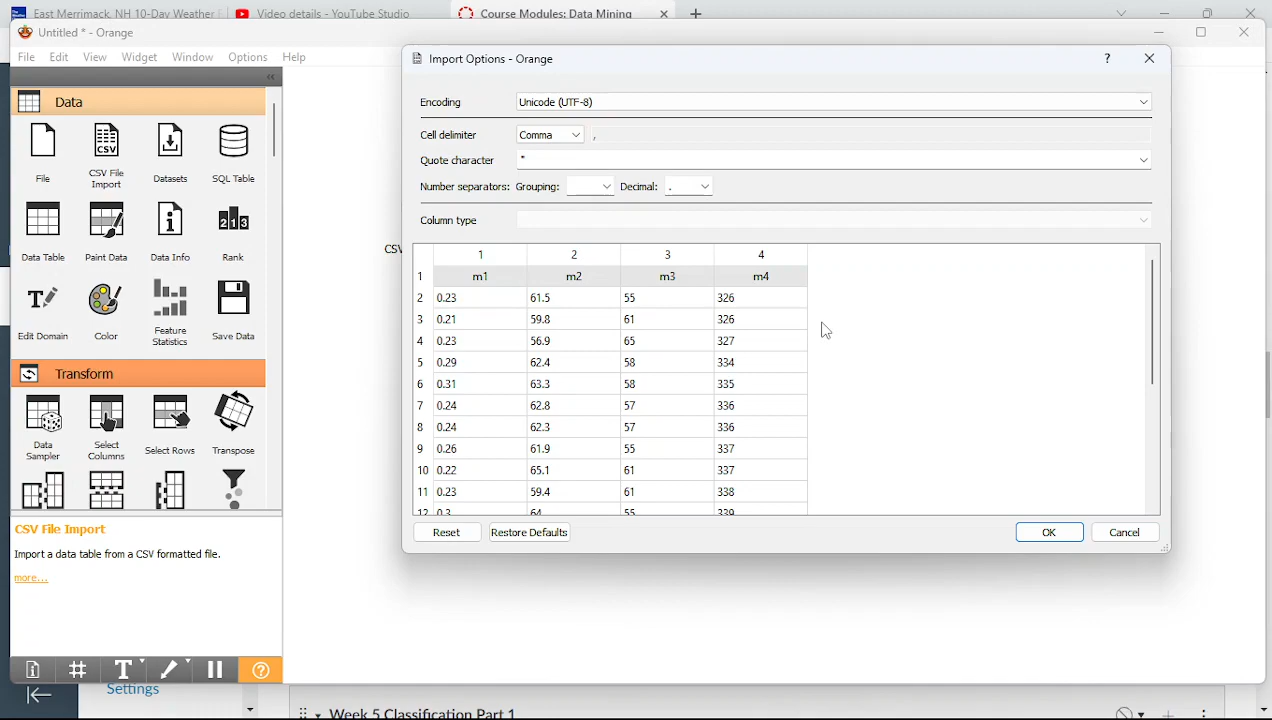 East Merrimack, NH 10-Day Weather
Video details - YouTube Studio
Course Modules: Data Mining
Untitled * - Orange
File Edit View Widget Window Options Help
Import Options - Orange
Data
File
CSV File Import
Datasets
SQL Table
Data Table
Paint Data
Data Info
Rank
Edit Domain
Color
Feature Statistics
Save Data
Transform
Data Sampler
Select Columns
Select Rows
Transpose
CSV File Import
Import a data table from a CSV formatted file.
more...
Settings
CSV
Encoding Unicode (UTF-8)
Cell delimiter Comma ,
Quote character "
Number separators: Grouping: Decimal: .
Column type
1 2 3 4
1 m1 m2 m3 m4
2 0.23 61.5 55 326
3 0.21 59.8 61 326
4 0.23 56.9 65 327
5 0.29 62.4 58 334
6 0.31 63.3 58 335
7 0.24 62.8 57 336
8 0.24 62.3 57 336
9 0.26 61.9 55 337
10 0.22 65.1 61 337
11 0.23 59.4 61 338
12 0.3 64 55 339
Reset Restore Defaults OK Cancel
Week 5 Classification Part 1